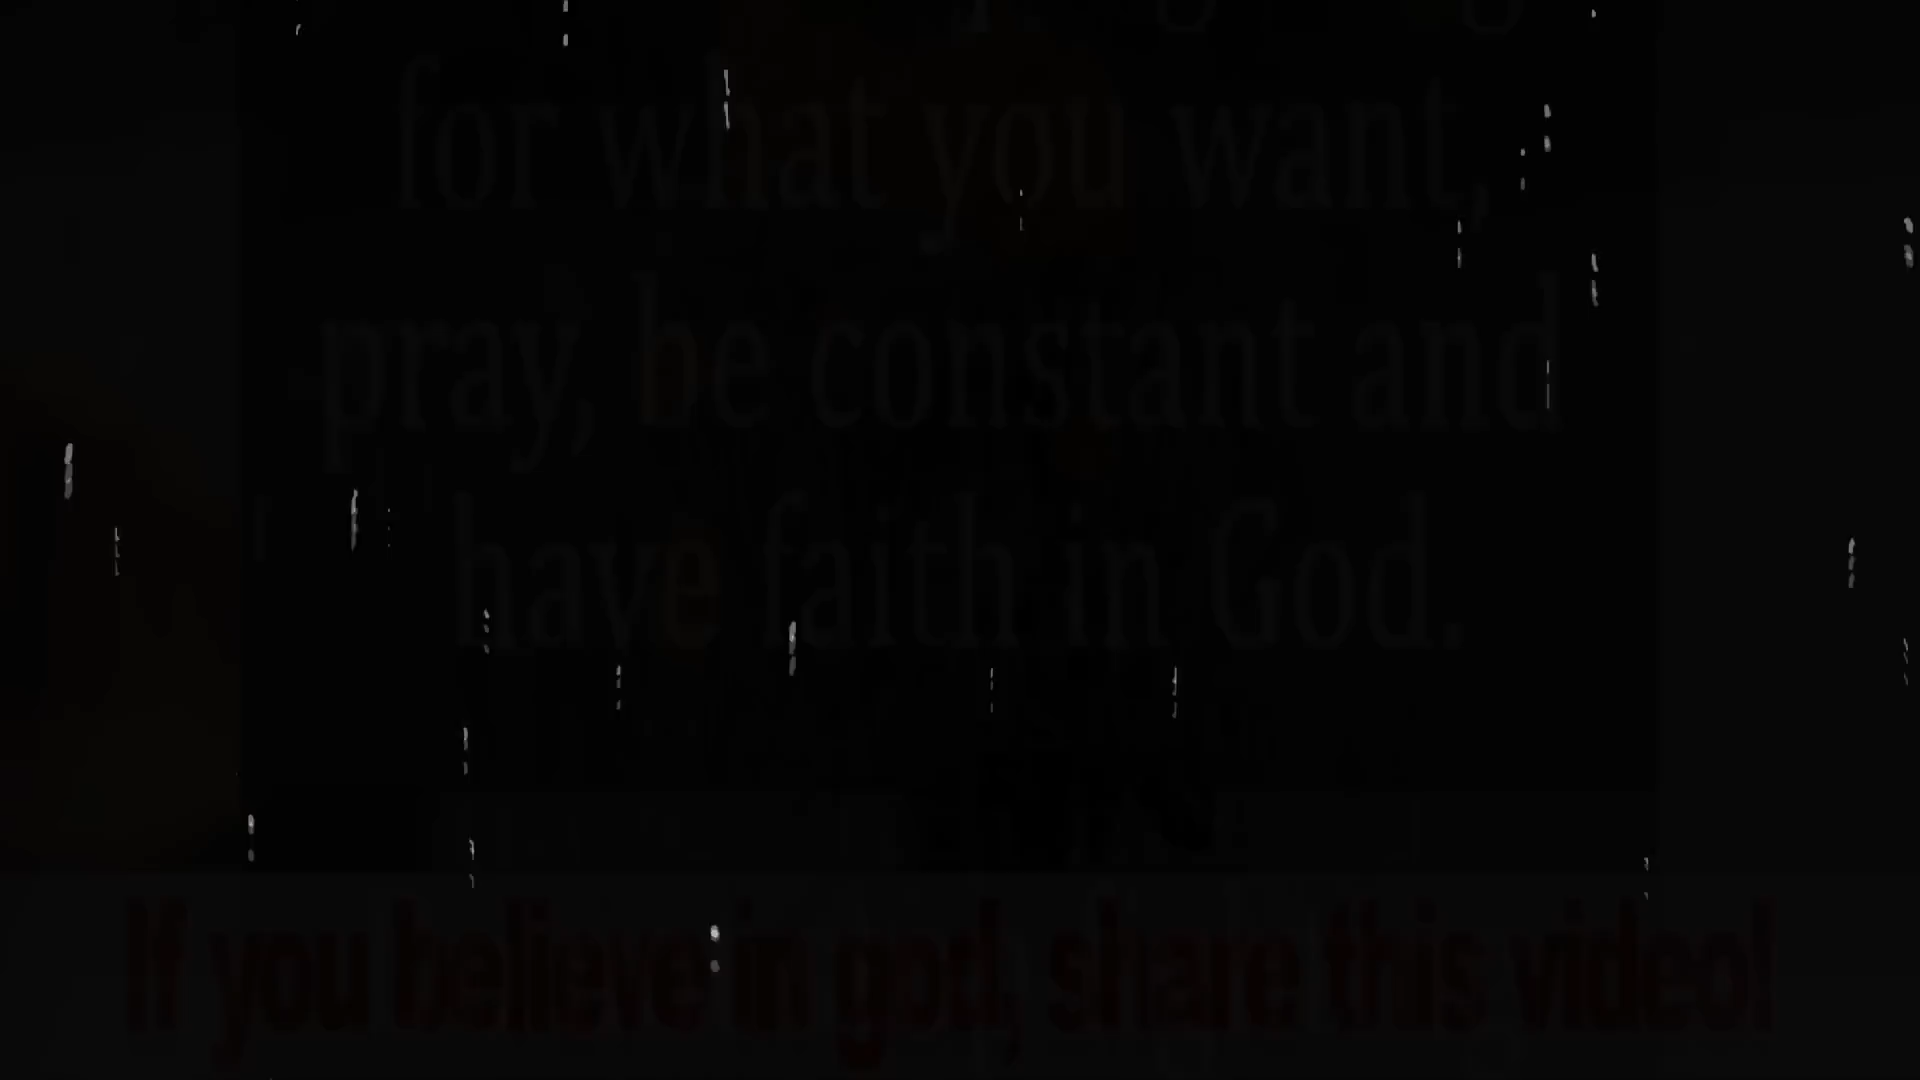 for what you want,
pray, be constant and
have faith in God.
If you believe in god, share this video!